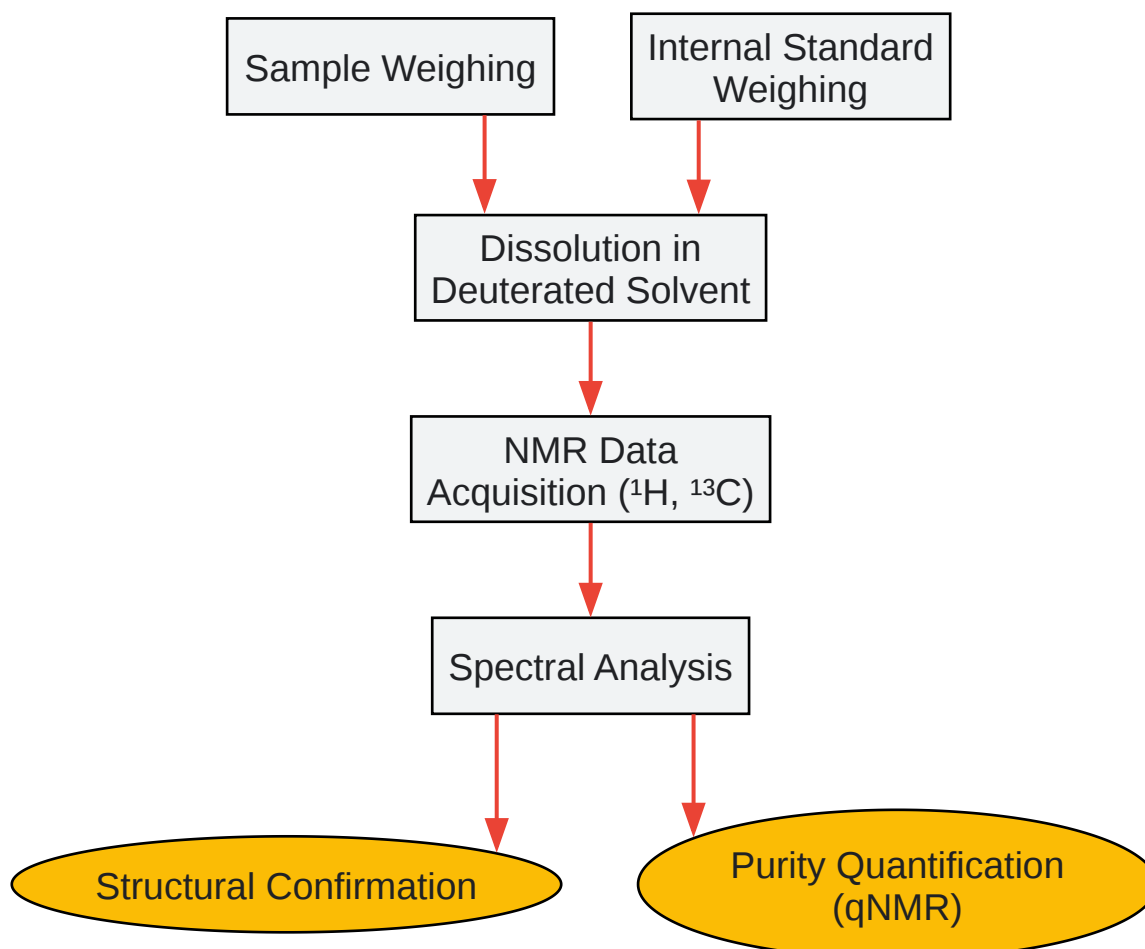 Sample Weighing
Internal Standard
Weighing
Dissolution in
Deuterated Solvent
NMR Data
Acquisition (¹H, ¹³C)
Spectral Analysis
Structural Confirmation
Purity Quantification
(qNMR)